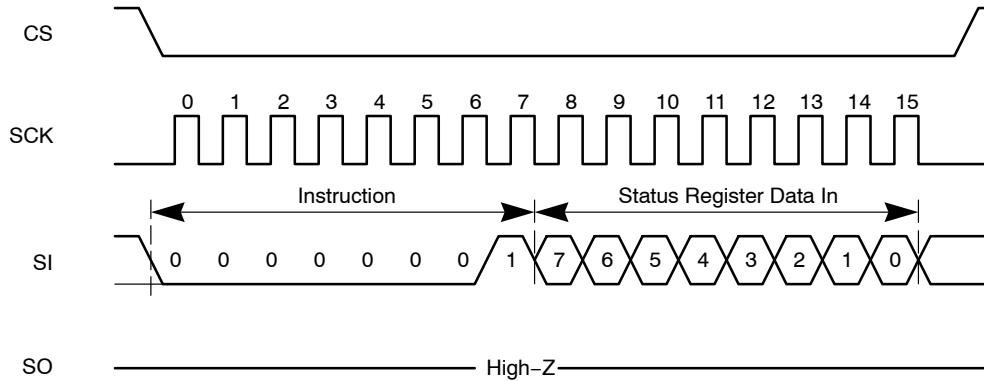 CS
0 1 2 3 4 5 6 7 8 9 10 11 12 13 14 15
SCK
Instruction Status Register Data In
SI 0 0 0 0 0 0 0 1 7 6 5 4 3 2 1 0
SO High−Z